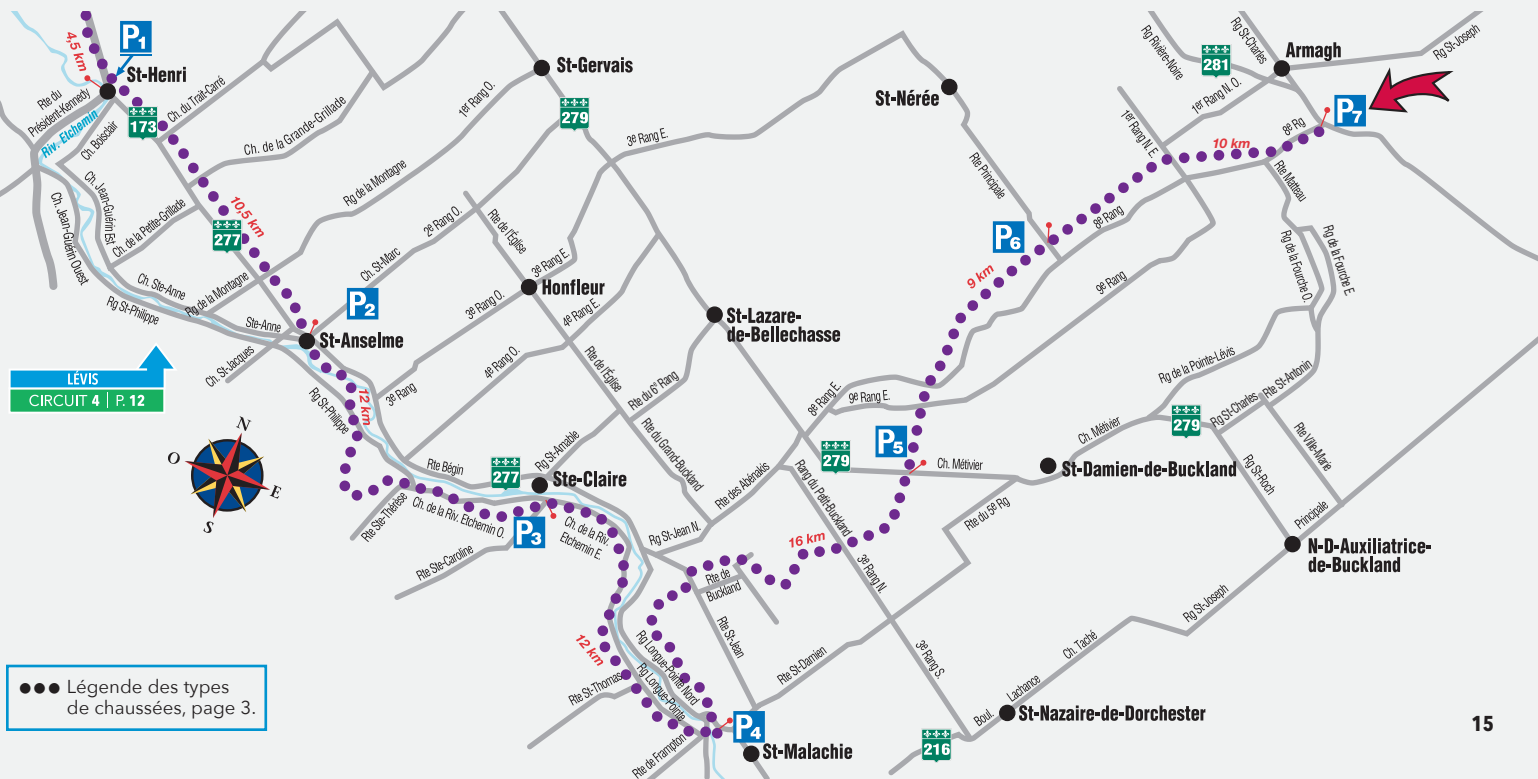 4,5 km
P1
St-Henri
Rte du
Président-Kennedy
Riv. Etchemin
Ch. Boisclair
173
Ch. du Trait-Carré
Ch. de la Grande-Grillade
Ch. Jean-Guérin Est
Ch. Jean-Guérin Ouest
Ch. de la Petite-Grillade
277
10,5 km
Rg de la Montagne
Rg de la Montagne
1er Rang O.
St-Gervais
279
Ch. Ste-Anne
Rg St-Philippe
Ste-Anne
Ch. St-Jacques
P2
St-Anselme
Ch. St-Marc
2e Rang O.
Rte de l'Église
3e Rang E.
3e Rang E.
Honfleur
3e Rang O.
4e Rang E.
4e Rang O.
3e Rang
12 km
Rg St-Philippe
LÉVIS
CIRCUIT 4 | P. 12
N
O
E
S
St-Nérée
Rte Principale
P6
9 km
8e Rang
9e Rang
1er Rang N. E.
Rg Rivière-Noire
281
Rg St-Charles
1er Rang N. O.
Armagh
Rg St-Joseph
P7
8e Rg
10 km
Rte Matteau
Rg de la Fourche O.
Rg de la Fourche E.
St-Lazare-
de-Bellechasse
Rte de l'Église
Rte du 6e Rang
Rte du Grand-Buckland
8e Rang E.
9e Rang E.
P5
279
Ch. Métivier
Rang du Petit-Buckland
Rte des Abénakis
Rg de la Pointe-Lévis
Rte St-Antonin
Rg St-Charles
279
Ch. Métivier
St-Damien-de-Buckland
Rte Ville-Marie
Rg St-Roch
Principale
N-D-Auxiliatrice-
de-Buckland
Rte du 5e Rg
Rte Bégin
277
Rg St-Amable
Ste-Claire
Rte Ste-Thérèse
Ch. de la Riv. Etchemin O.
P3
Ch. de la Riv.
Etchemin E.
Rte Ste-Caroline
Rg St-Jean N.
16 km
Rte de
Buckland
3e Rang N.
Rte St-Jean
12 km
Rg Longue-Pointe Nord
Rg Longue-Pointe
Rte St-Thomas
Rte St-Damien
3e Rang S.
Rg St-Joseph
Ch. Taché
Lachance
Boul.
St-Nazaire-de-Dorchester
P4
St-Malachie
Rte de Frampton
216
●●● Légende des types
de chaussées, page 3.
15